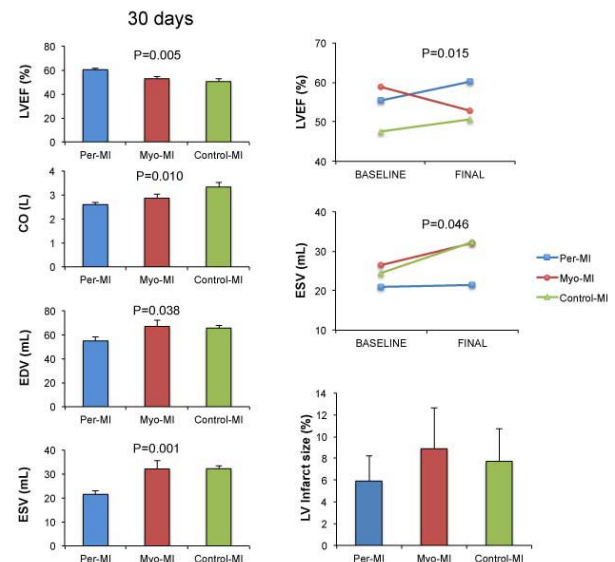 30 days
LVEF (%)
80
60
40
20
0
P=0.005
Per-MI Myo-MI Control-MI
CO (L)
4
3
2
1
0
P=0.010
Per-MI Myo-MI Control-MI
EDV (mL)
80
60
40
20
0
P=0.038
Per-MI Myo-MI Control-MI
ESV (mL)
40
30
20
10
0
P=0.001
Per-MI Myo-MI Control-MI
LVEF (%)
70
60
50
40
P=0.015
BASELINE FINAL
ESV (mL)
40
30
20
10
P=0.046
BASELINE FINAL
Per-MI
Myo-MI
Control-MI
LV Infarct size (%)
14
12
10
8
6
4
2
0
Per-MI Myo-MI Control-MI